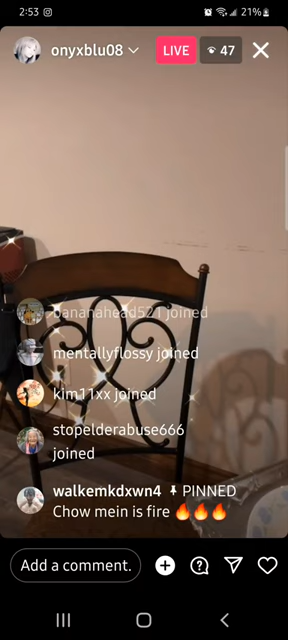 2:53 21%
onyxblu08 LIVE 47
bananahead521 joined
mentallyflossy joined
kim11xx joined
stopelderabuse666
joined
walkemkdxwn4 PINNED
Chow mein is fire 🔥🔥🔥
Add a comment.